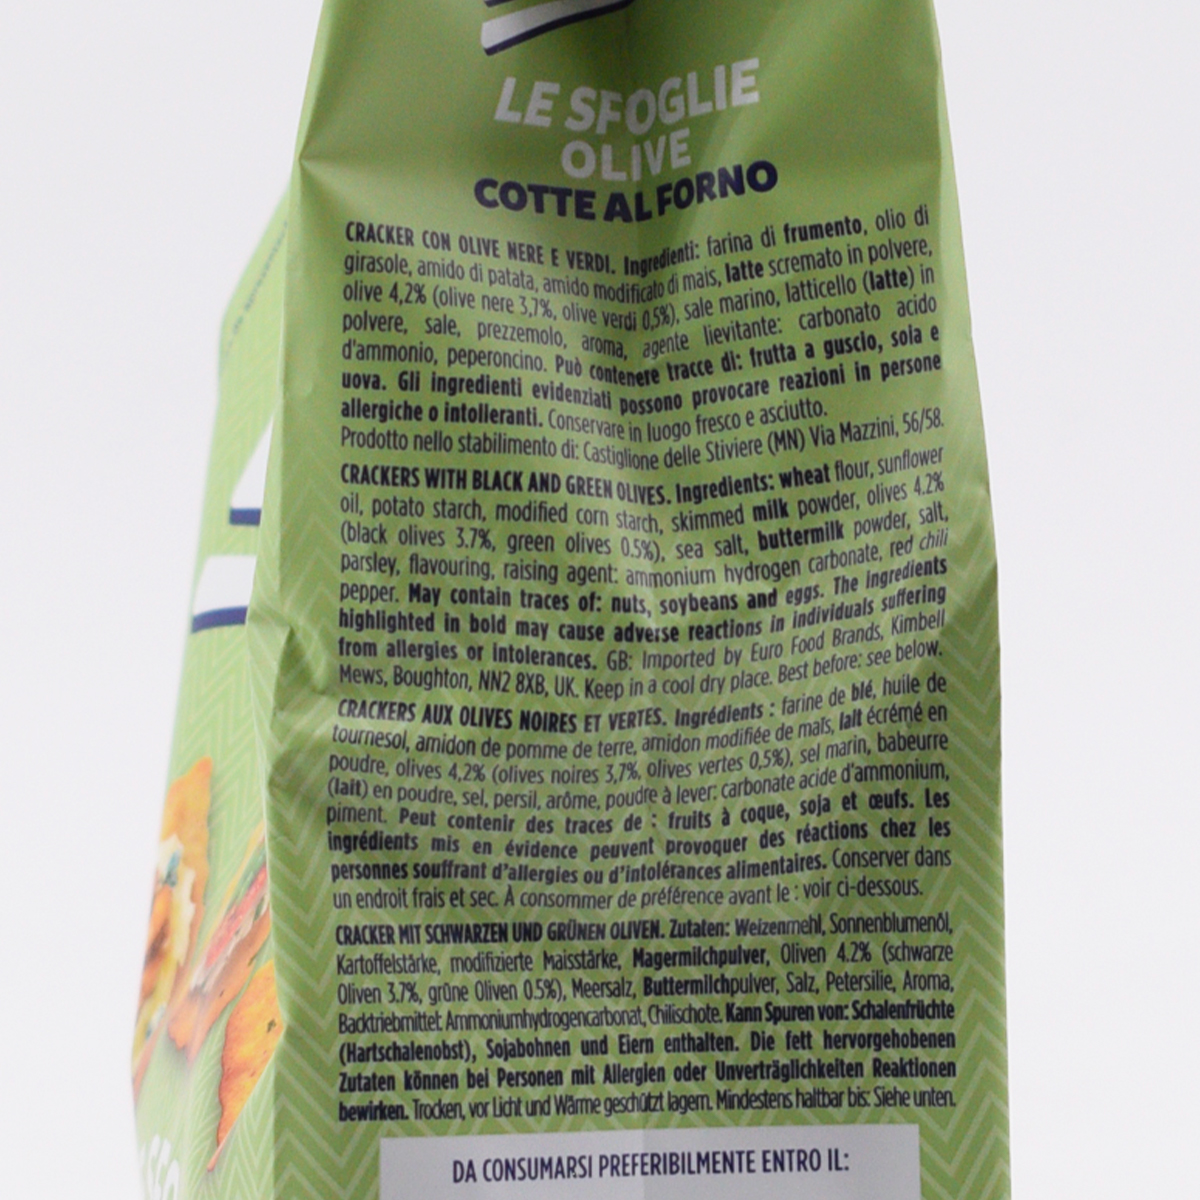 LE SFOGLIE
OLIVE
COTTE AL FORNO
CRACKER CON OLIVE NERE E VERDI. Ingredienti: farina di frumento, olio di
girasole, amido di patata, amido modificato di mais, latte scremato in polvere,
olive 4,2% (olive nere 3,7%, olive verdi 0,5%), sale marino, latticello (latte) in
polvere, sale, prezzemolo, aroma, agente lievitante: carbonato acido
d'ammonio, peperoncino. Può contenere tracce di: frutta a guscio, soia e
uova. Gli ingredienti evidenziati possono provocare reazioni in persone
allergiche o intolleranti. Conservare in luogo fresco e asciutto.
Prodotto nello stabilimento di: Castiglione delle Stiviere (MN) Via Mazzini, 56/58.
CRACKERS WITH BLACK AND GREEN OLIVES. Ingredients: wheat flour, sunflower
oil, potato starch, modified corn starch, skimmed milk powder, olives 4.2%
(black olives 3.7%, green olives 0.5%), sea salt, buttermilk powder, salt,
parsley, flavouring, raising agent: ammonium hydrogen carbonate, red chili
pepper. May contain traces of: nuts, soybeans and eggs. The ingredients
highlighted in bold may cause adverse reactions in individuals suffering
from allergies or intolerances. GB: Imported by Euro Food Brands, Kimbell
Mews, Boughton, NN2 8XB, UK. Keep in a cool dry place. Best before: see below.
CRACKERS AUX OLIVES NOIRES ET VERTES. Ingrédients : farine de blé, huile de
tournesol, amidon de pomme de terre, amidon modifiée de maïs, lait écrémé en
poudre, olives 4,2% (olives noires 3,7%, olives vertes 0,5%), sel marin, babeurre
(lait) en poudre, sel, persil, arôme, poudre à lever: carbonate acide d'ammonium,
piment. Peut contenir des traces de : fruits à coque, soja et œufs. Les
ingrédients mis en évidence peuvent provoquer des réactions chez les
personnes souffrant d'allergies ou d'intolérances alimentaires. Conserver dans
un endroit frais et sec. À consommer de préférence avant le : voir ci-dessous.
CRACKER MIT SCHWARZEN UND GRÜNEN OLIVEN. Zutaten: Weizenmehl, Sonnenblumenöl,
Kartoffelstärke, modifizierte Maisstärke, Magermilchpulver, Oliven 4.2% (schwarze
Oliven 3.7%, grüne Oliven 0.5%), Meersalz, Buttermilchpulver, Salz, Petersilie, Aroma,
Backtriebmittel: Ammoniumhydrogencarbonat, Chilischote. Kann Spuren von: Schalenfrüchte
(Hartschalenobst), Sojabohnen und Eiern enthalten. Die fett hervorgehobenen
Zutaten können bei Personen mit Allergien oder Unverträglichkeiten Reaktionen
bewirken. Trocken, vor Licht und Wärme geschützt lagern. Mindestens haltbar bis: Siehe unten.
DA CONSUMARSI PREFERIBILMENTE ENTRO IL: